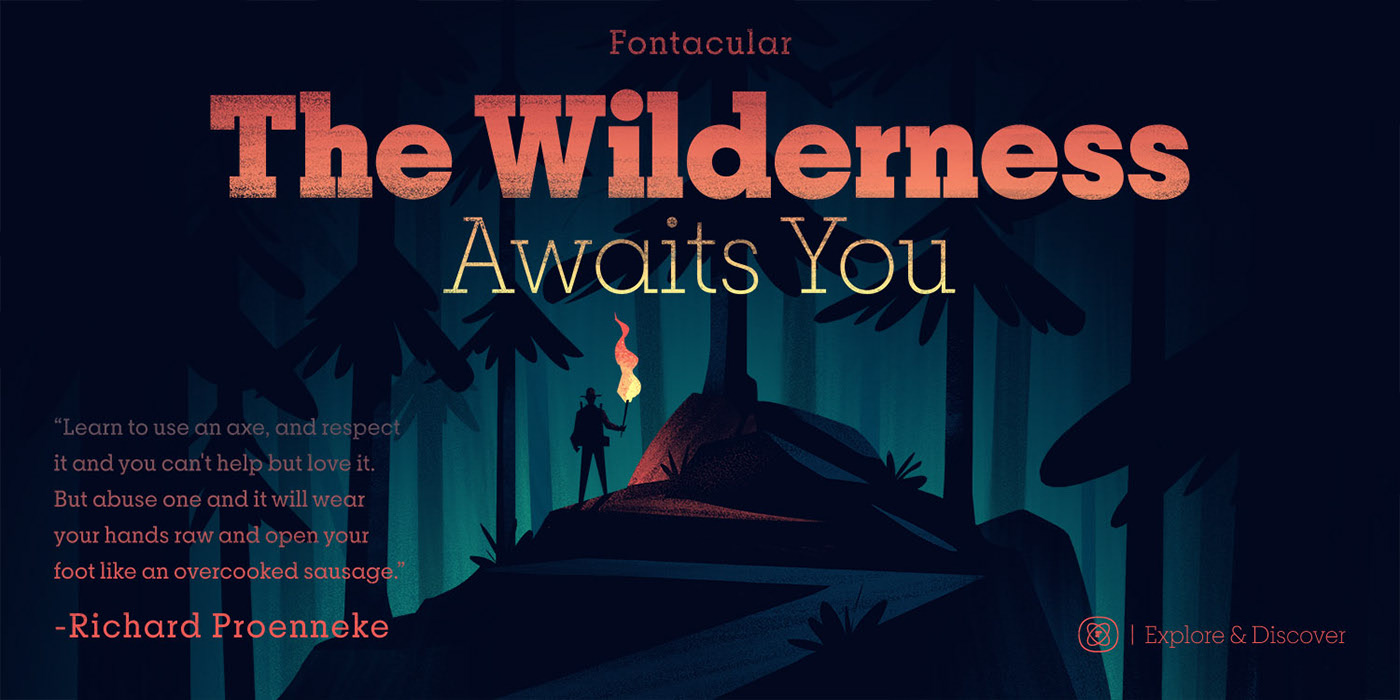 Fontacular
The Wilderness
Awaits You
“Learn to use an axe, and respect
it and you can't help but love it.
But abuse one and it will wear
your hands raw and open your
foot like an overcooked sausage.”
-Richard Proenneke
| Explore & Discover